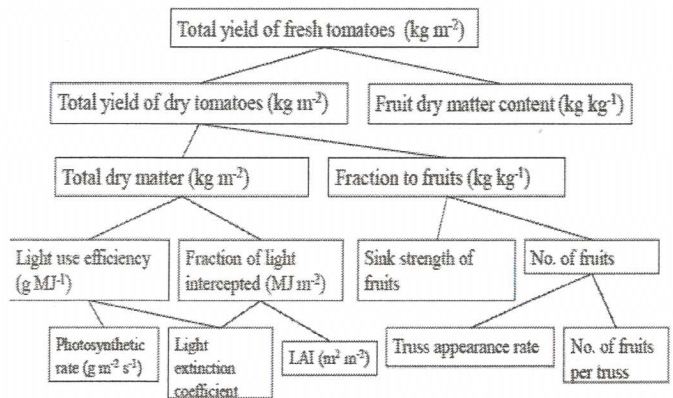 Total yield of fresh tomatoes (kg m⁻²)
Total yield of dry tomatoes (kg m⁻²)
Fruit dry matter content (kg kg⁻¹)
Total dry matter (kg m⁻²)
Fraction to fruits (kg kg⁻¹)
Light use efficiency
(g MJ⁻¹)
Fraction of light
intercepted (MJ m⁻²)
Sink strength of
fruits
No. of fruits
Photosynthetic
rate (g m⁻² s⁻¹)
Light
extinction
coefficient
LAI (m² m⁻²)
Truss appearance rate
No. of fruits
per truss